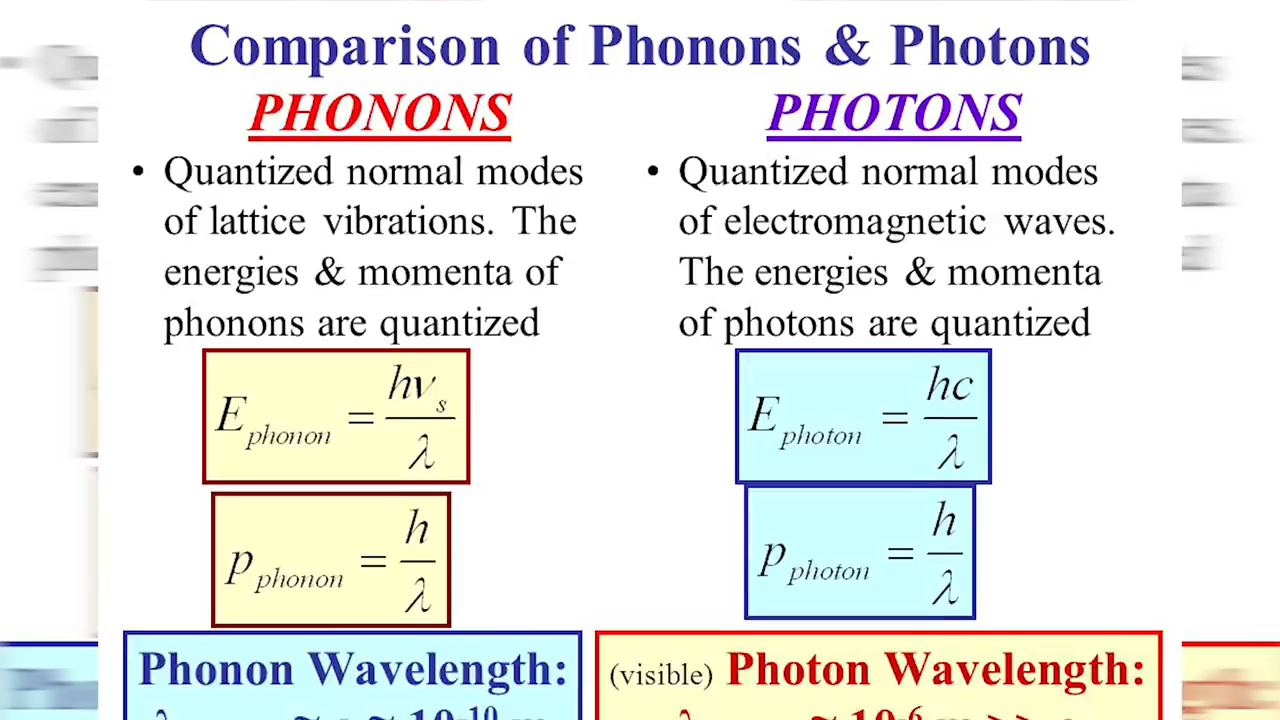 Comparison of Phonons & Photons
PHONONS
• Quantized normal modes
of lattice vibrations. The
energies & momenta of
phonons are quantized
E phonon = hνs / λ
p phonon = h / λ
Phonon Wavelength:
PHOTONS
• Quantized normal modes
of electromagnetic waves.
The energies & momenta
of photons are quantized
E photon = hc / λ
p photon = h / λ
(visible) Photon Wavelength: